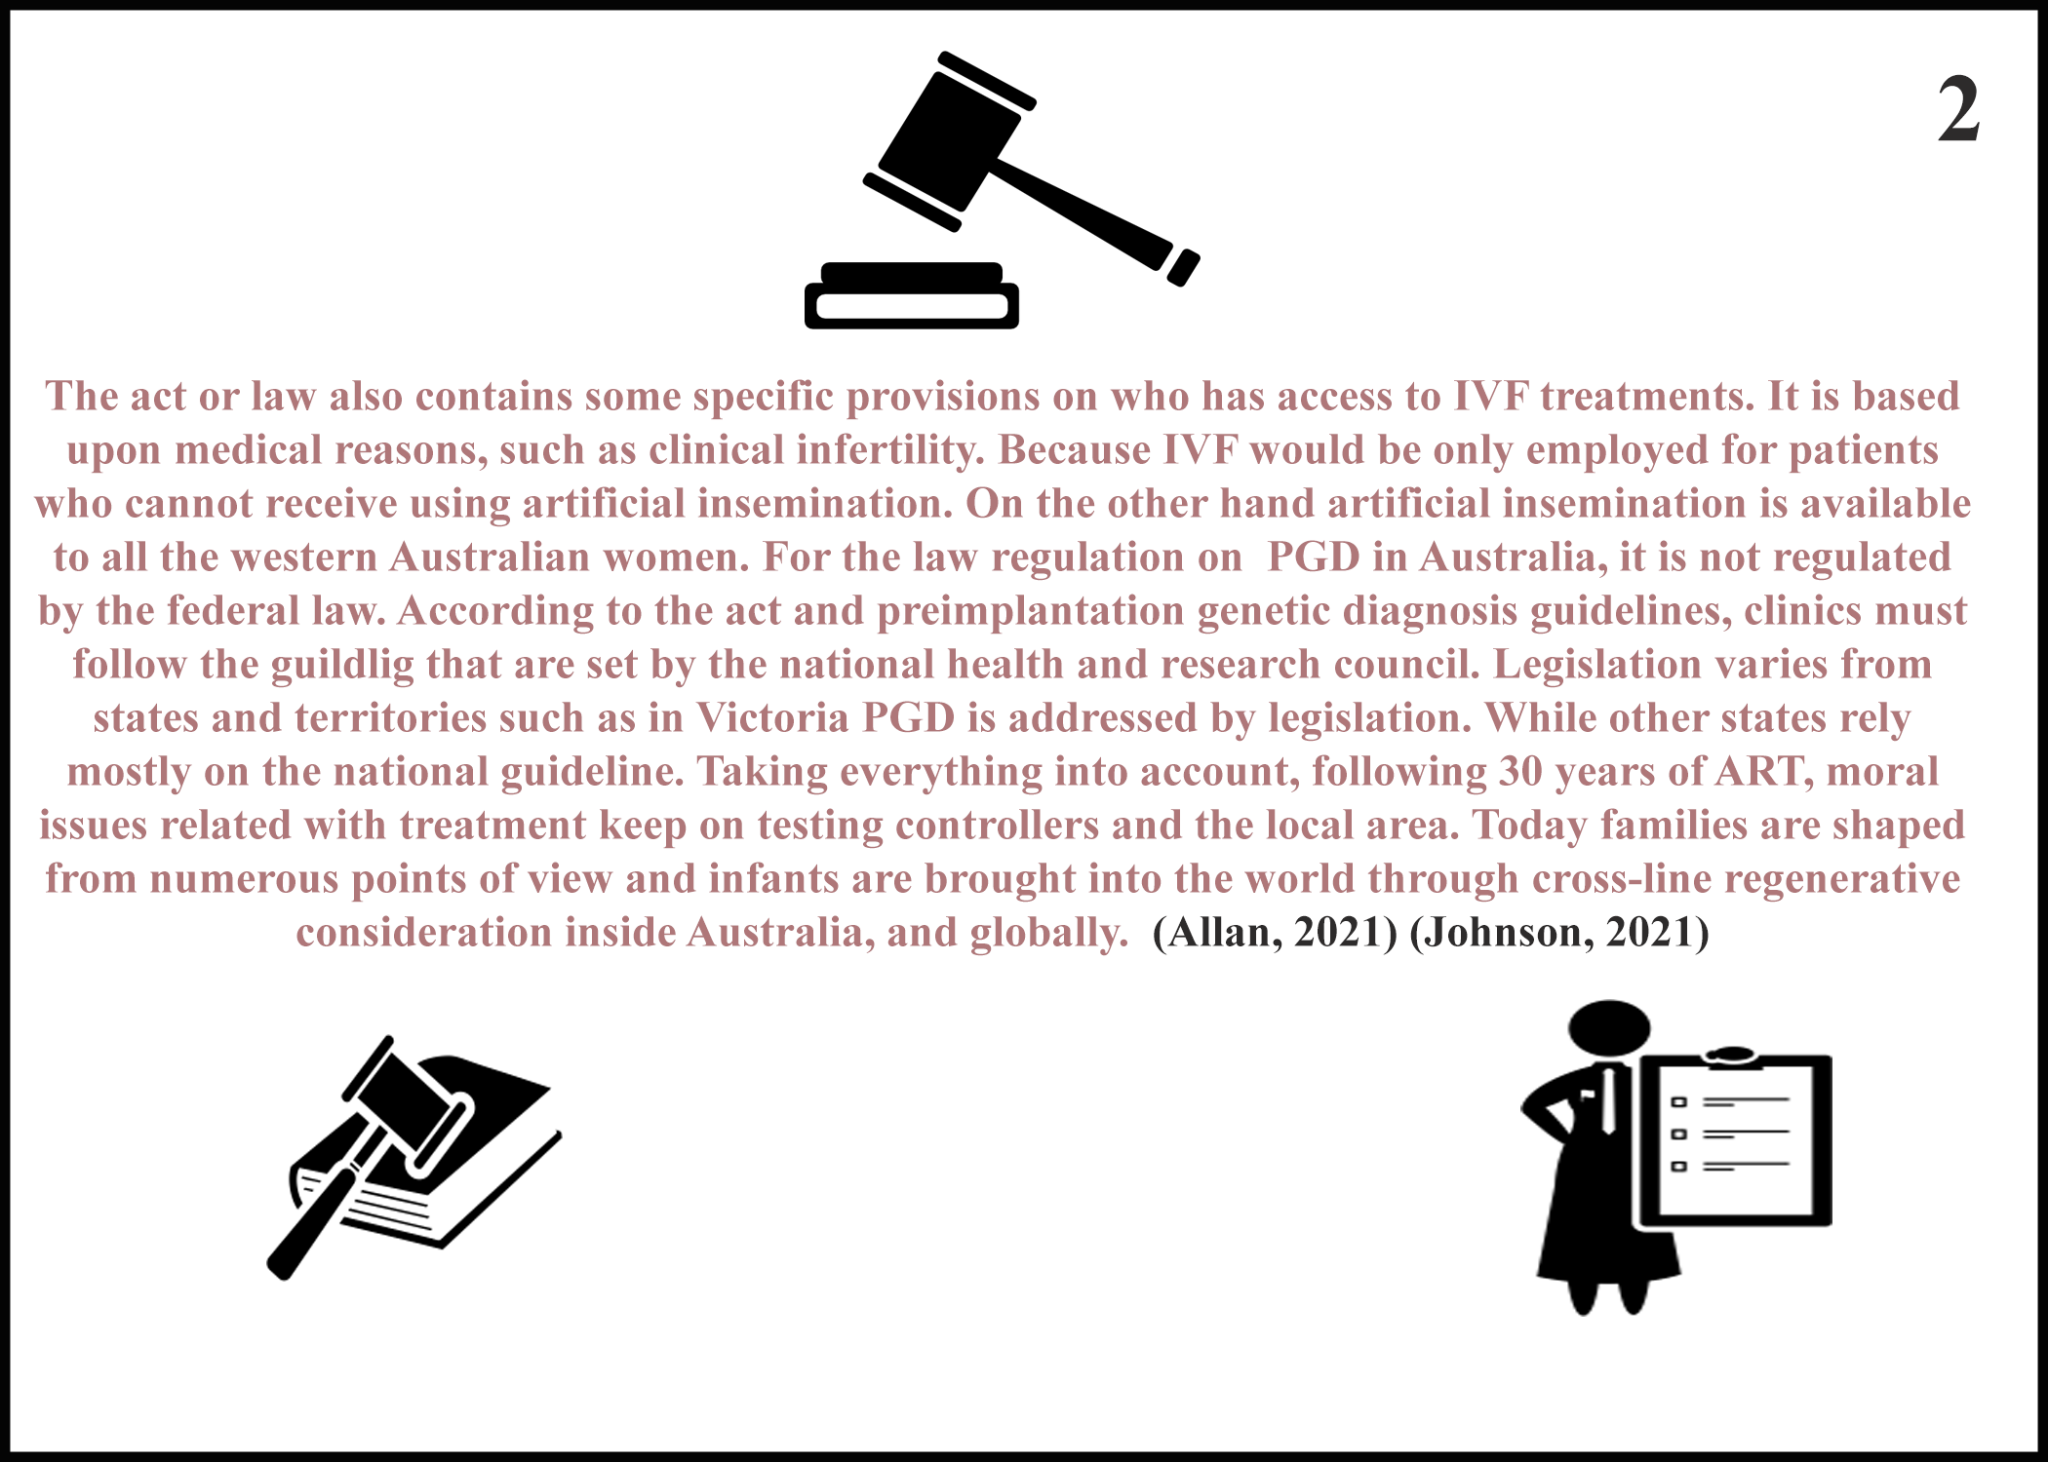 2
The act or law also contains some specific provisions on who has access to IVF treatments. It is based
upon medical reasons, such as clinical infertility. Because IVF would be only employed for patients
who cannot receive using artificial insemination. On the other hand artificial insemination is available
to all the western Australian women. For the law regulation on  PGD in Australia, it is not regulated
by the federal law. According to the act and preimplantation genetic diagnosis guidelines, clinics must
follow the guildlig that are set by the national health and research council. Legislation varies from
states and territories such as in Victoria PGD is addressed by legislation. While other states rely
mostly on the national guideline. Taking everything into account, following 30 years of ART, moral
issues related with treatment keep on testing controllers and the local area. Today families are shaped
from numerous points of view and infants are brought into the world through cross-line regenerative
consideration inside Australia, and globally.  (Allan, 2021) (Johnson, 2021)